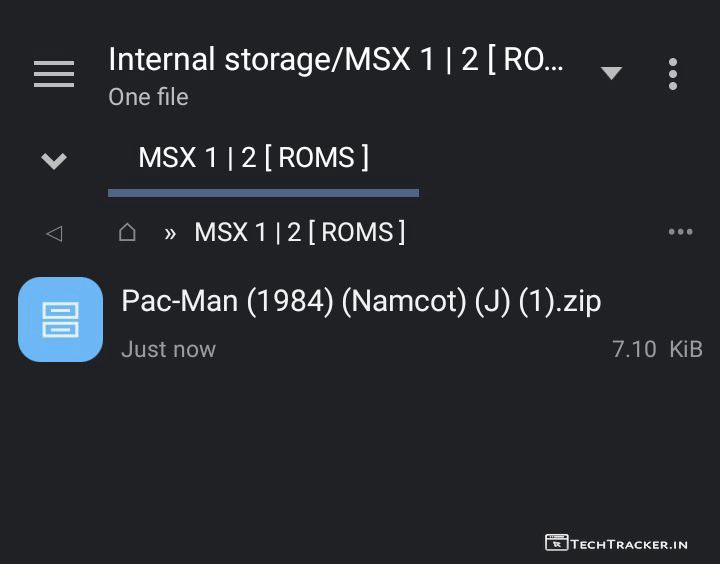 Internal storage/MSX 1 | 2 [ RO...
One file
MSX 1 | 2 [ ROMS ]
» MSX 1 | 2 [ ROMS ]
Pac-Man (1984) (Namcot) (J) (1).zip
Just now 7.10 KiB
TECHTRACKER.IN